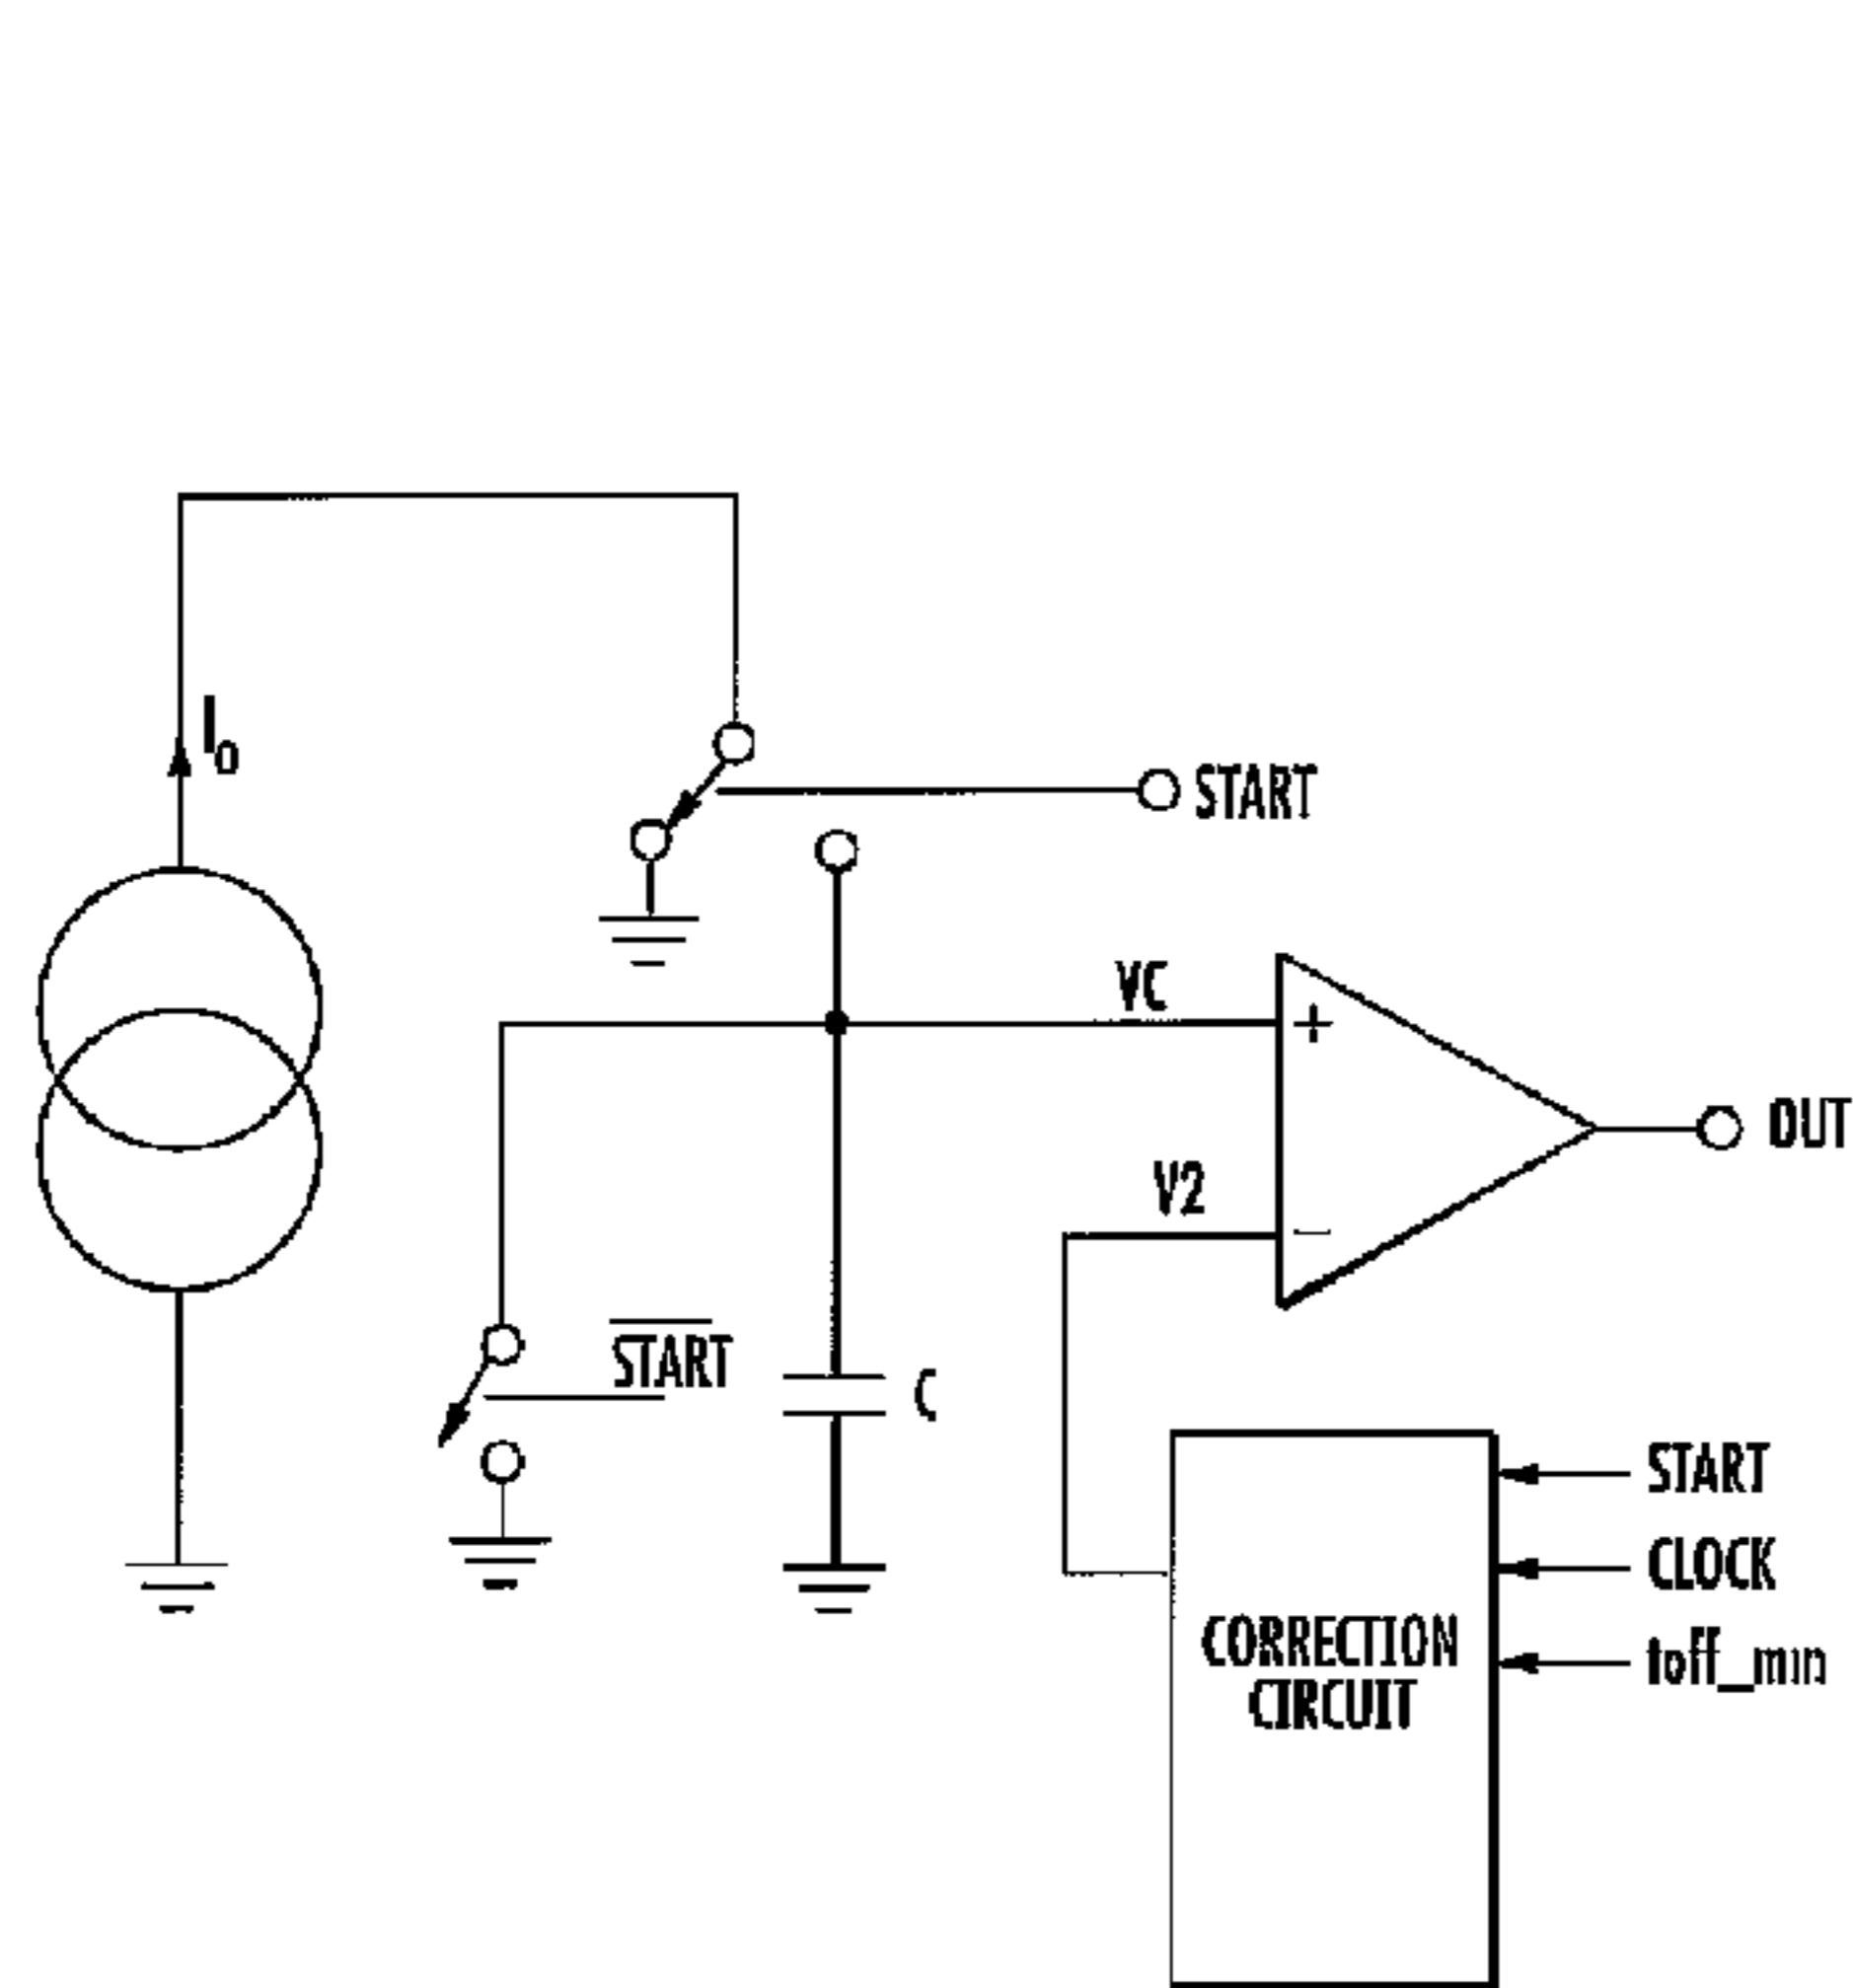 I0
START
VC
+
OUT
V2
−
START
C
START
CLOCK
toff_min
CORRECTION
CIRCUIT